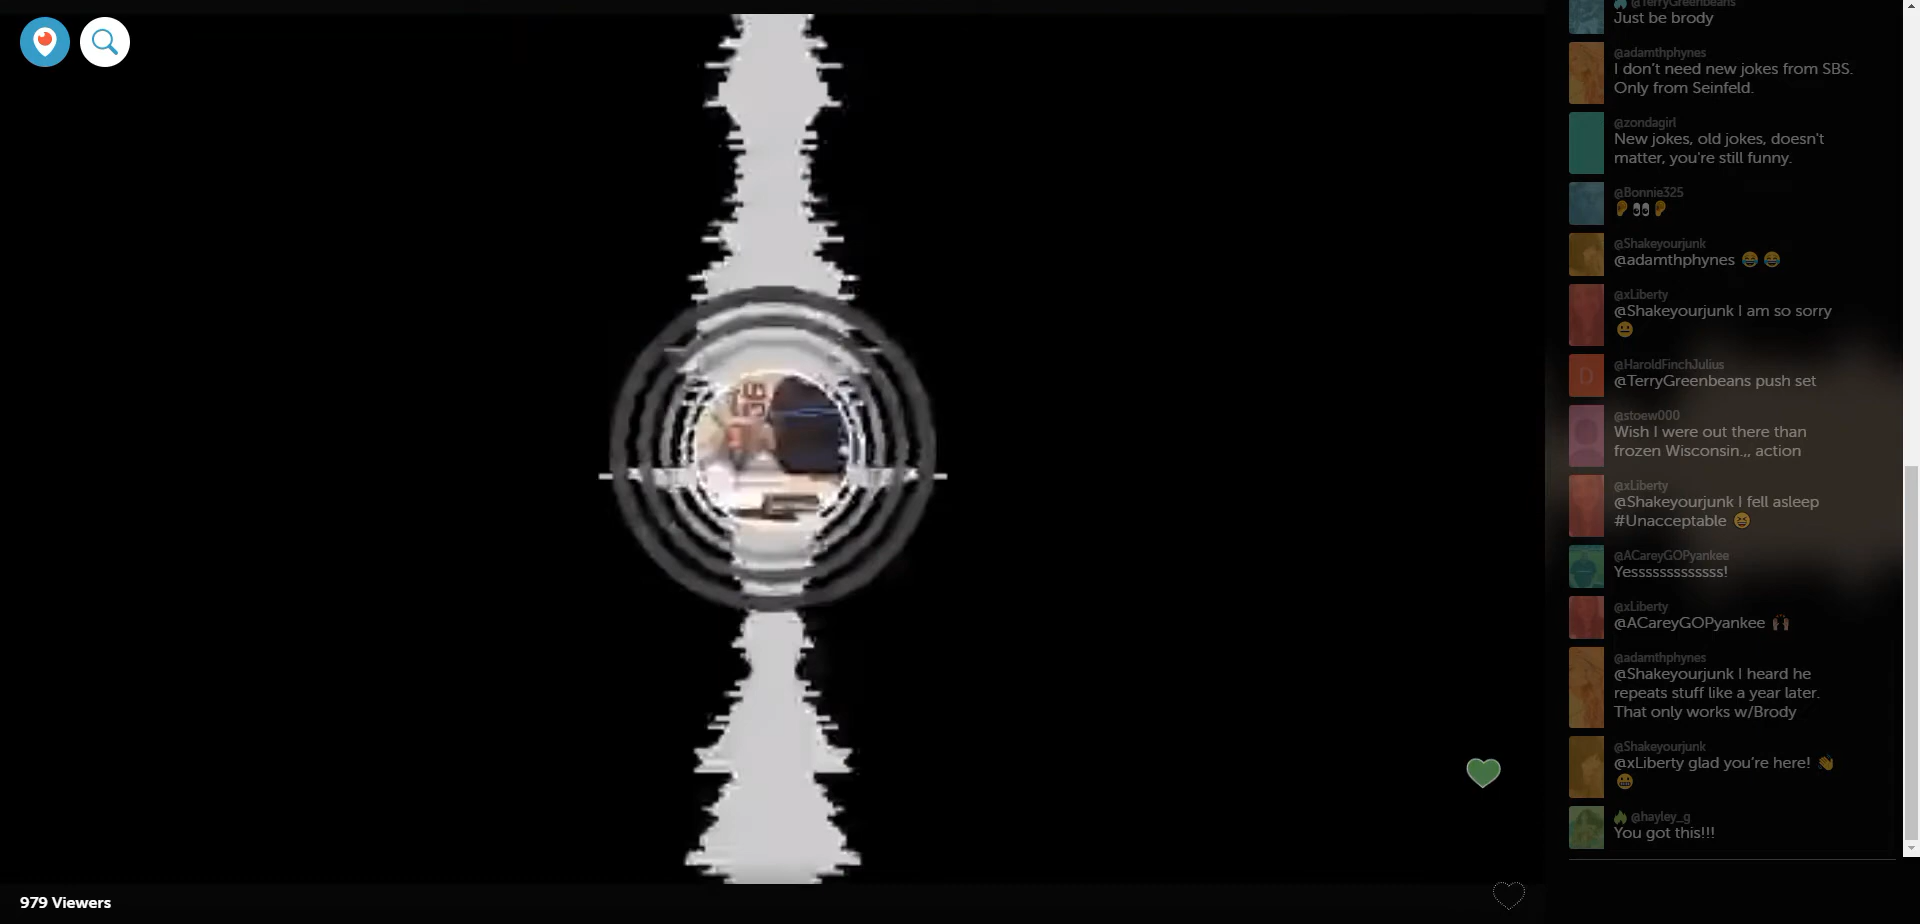 @TerryGreenbeans
Just be brody
@adamthphynes
I don't need new jokes from SBS.
Only from Seinfeld.
@zondagirl
New jokes, old jokes, doesn't
matter, you're still funny.
@Bonnie325
👂👀👂
@Shakeyourjunk
@adamthphynes 😂 😂
@xLiberty
@Shakeyourjunk I am so sorry
😐
@HaroldFinchJulius
D
@TerryGreenbeans push set
@stoew000
Wish I were out there than
frozen Wisconsin.,, action
@xLiberty
@Shakeyourjunk I fell asleep
#Unacceptable 😆
@ACareyGOPyankee
Yesssssssssssss!
@xLiberty
@ACareyGOPyankee 🙌🏽
@adamthphynes
@Shakeyourjunk I heard he
repeats stuff like a year later.
That only works w/Brody
@Shakeyourjunk
@xLiberty glad you're here! 👋
😬
@hayley_g
You got this!!!
979 Viewers